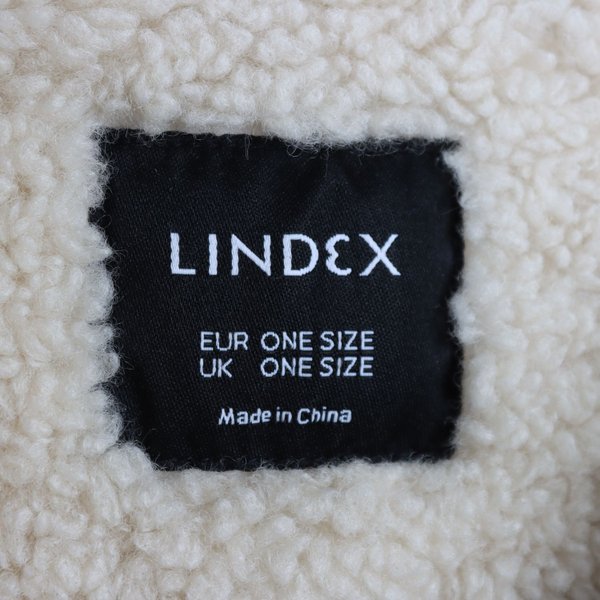 LINDEX
EUR ONE SIZE
UK ONE SIZE
Made in China